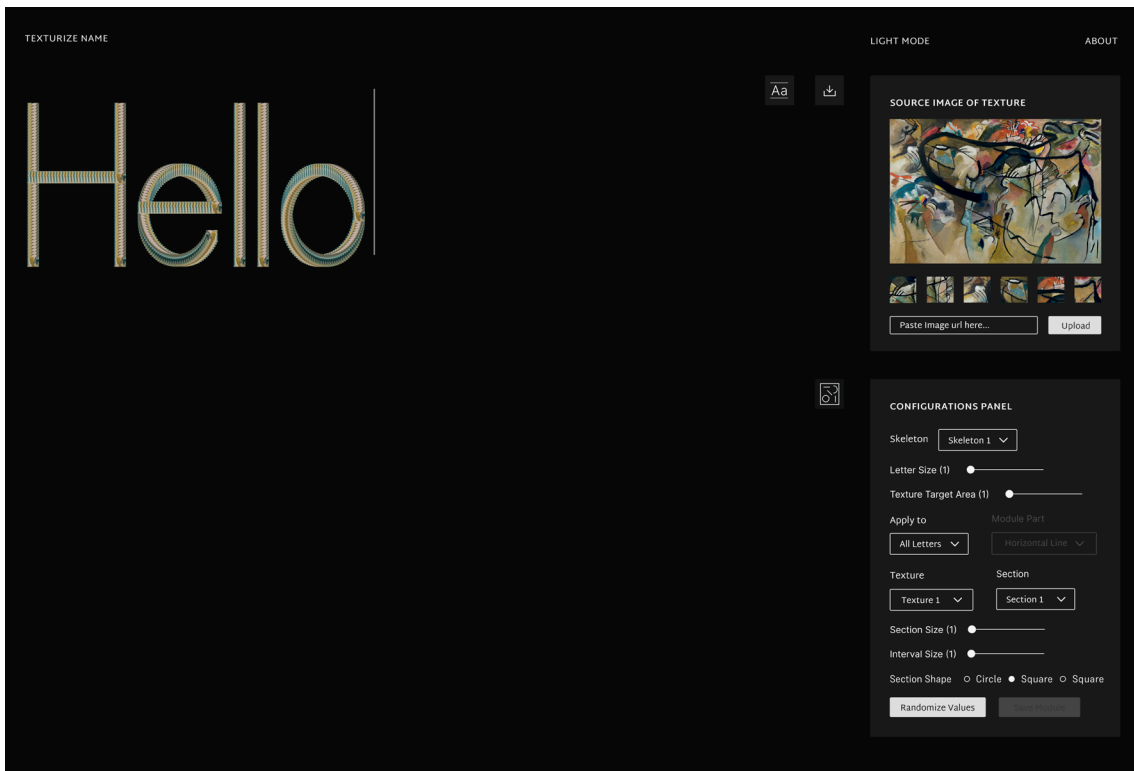 TEXTURIZE NAME
LIGHT MODE
ABOUT
Aa
Hello
SOURCE IMAGE OF TEXTURE
Paste Image url here...
Upload
CONFIGURATIONS PANEL
Skeleton
Skeleton 1
Letter Size (1)
Texture Target Area (1)
Apply to
Module Part
All Letters
Horizontal Line
Texture
Section
Texture 1
Section 1
Section Size (1)
Interval Size (1)
Section Shape
Circle
Square
Square
Randomize Values
Save Module